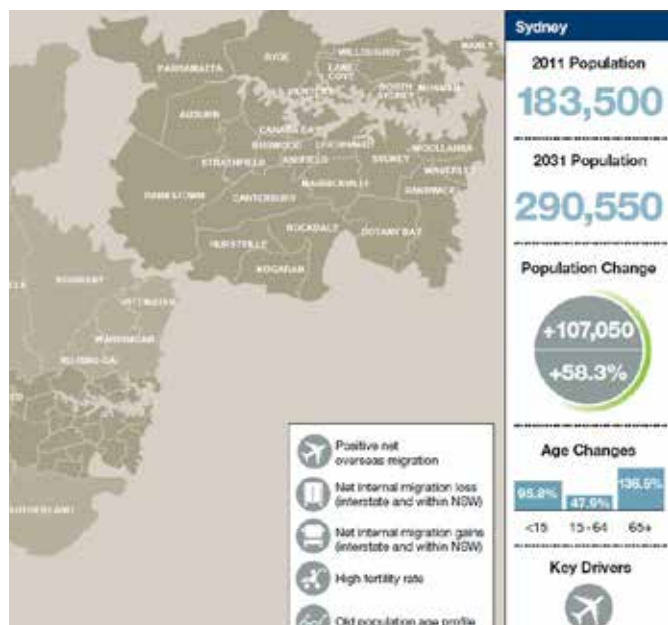 MANLY
RYDE
WILLOUGHBY
PARRAMATTA
LANE
COVE
NORTH
SYDNEY
MOSMAN
HUNTERS
AUBURN
CANADA BAY
BURWOOD
LEICHHARDT
WOOLLAHRA
STRATHFIELD
ASHFIELD
SYDNEY
WAVERLEY
MARRICKVILLE
RANDWICK
BANKSTOWN
CANTERBURY
ROCKDALE
BOTANY BAY
HURSTVILLE
KOGARAH
HORNSBY
PITTWATER
WARRINGAH
KU-RING-GAI
SUTHERLAND
Positive net
overseas migration
Net internal migration loss
(interstate and within NSW)
Net internal migration gains
(interstate and within NSW)
High fertility rate
Old population age profile
Sydney
2011 Population
183,500
2031 Population
290,550
Population Change
+107,050
+58.3%
Age Changes
95.8%
47.9%
136.5%
<15
15-64
65+
Key Drivers